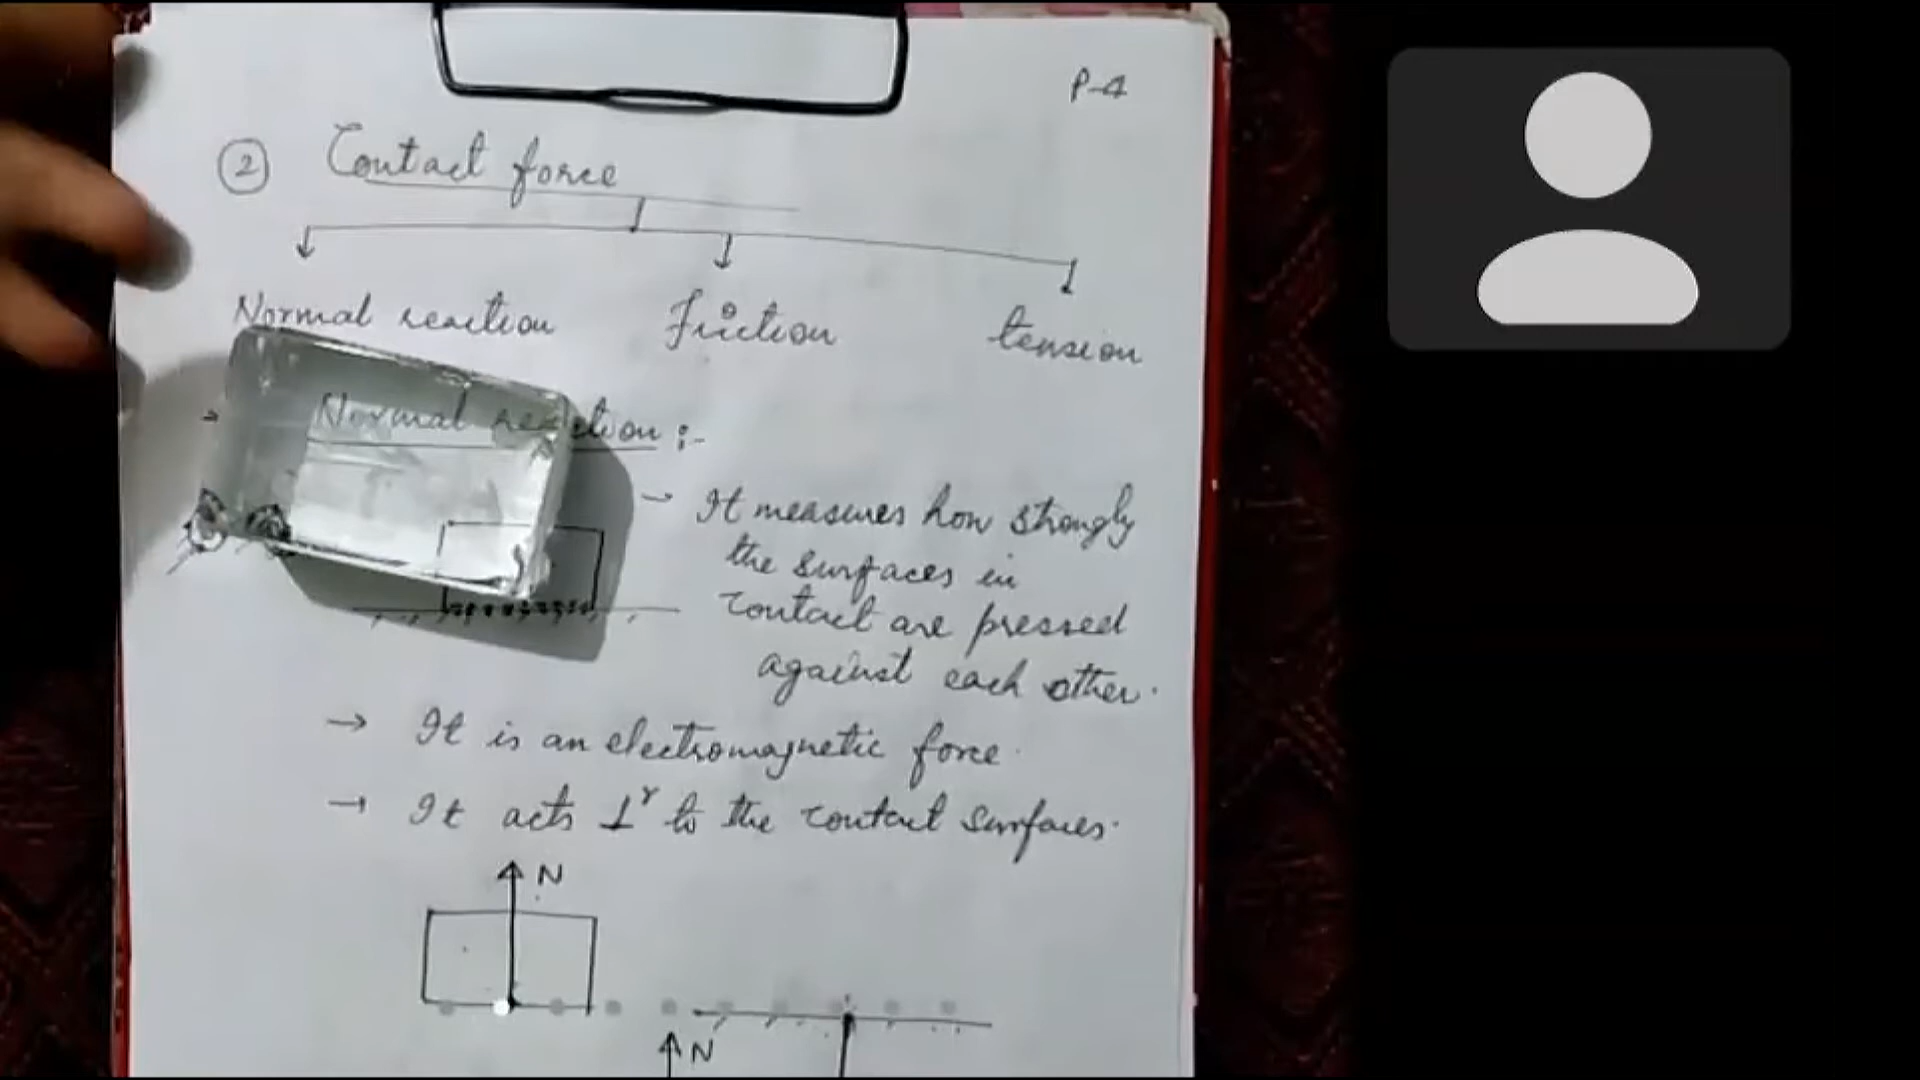 P-4
2 Contact force
Normal reaction Friction tension
Normal reaction :-
→ It measures how strongly
the surfaces in
contact are pressed
against each other.
→ It is an electromagnetic force.
→ It acts ⊥r to the contact surfaces.
N
N